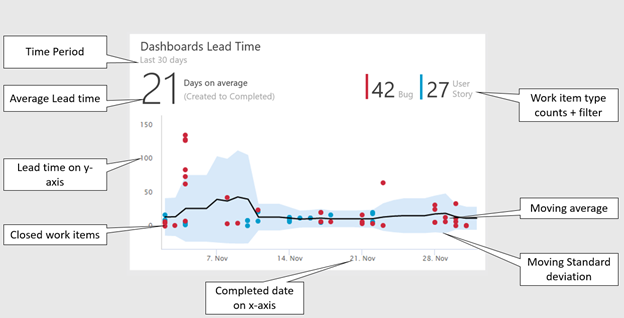 Dashboards Lead Time
Time Period
Last 30 days
21
Days on average
(Created to Completed)
42 Bug
27 User
Story
Average Lead time
Work item type
counts + filter
150
100
50
0
Lead time on y-
axis
Closed work items
Moving average
Moving Standard
deviation
7. Nov
14. Nov
21. Nov
28. Nov
Completed date
on x-axis